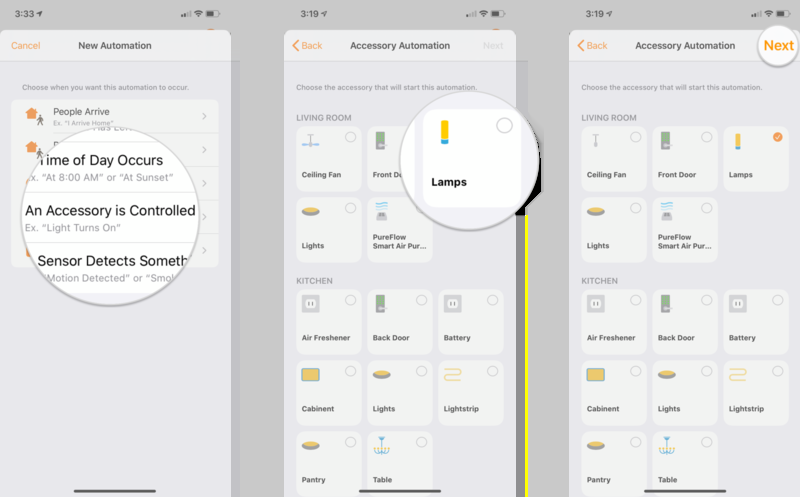 3:33
Cancel
New Automation
Choose when you want this automation to occur.
People Arrive
Ex. "I Arrive Home"
Time of Day Occurs
Ex. "At 8:00 AM" or "At Sunset"
An Accessory is Controlled
Ex. "Light Turns On"
Sensor Detects Someth
"Motion Detected" or "Smo
3:19
Back
Accessory Automation
Next
Choose the accessory that will start this automation.
LIVING ROOM
Ceiling Fan
Front Do
Lamps
Lights
PureFlow
Smart Air Pur...
KITCHEN
Air Freshener
Back Door
Battery
Cabinent
Lights
Lightstrip
Pantry
Table
3:19
Back
Accessory Automation
Next
Choose the accessory that will start this automation.
LIVING ROOM
Ceiling Fan
Front Door
Lamps
Lights
PureFlow
Smart Air Pur...
KITCHEN
Air Freshener
Back Door
Battery
Cabinent
Lights
Lightstrip
Pantry
Table